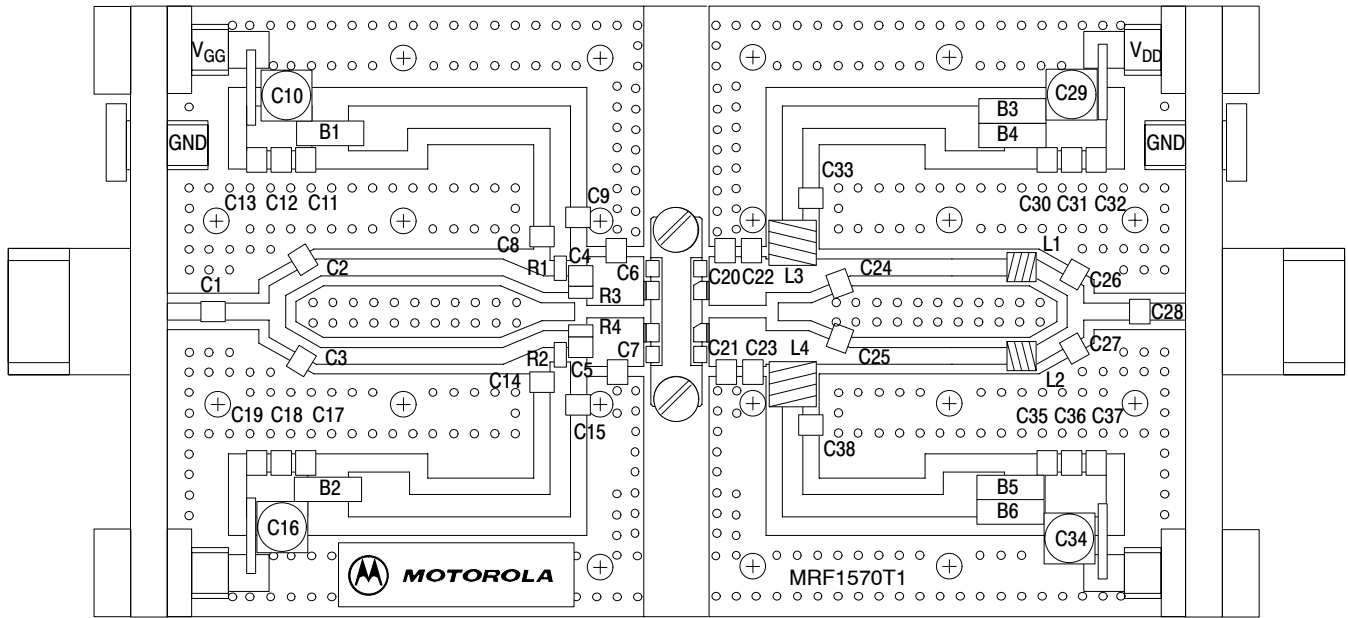 VGG VDD
C10 C29
B1 B3
B4
GND GND
C33
C13 C12 C11 C9 C30 C31 C32
C8 C4 L1
R1 C6 C20 C22 L3 C24
C2 C26
C1 R3
C28
R4
C3 R2 C7 C21 C23 L4 C27
C14 C5 C25 L2
C19 C18 C17 C15 C35 C36 C37
C38
B2 B5
B6
C16 C34
MOTOROLA MRF1570T1